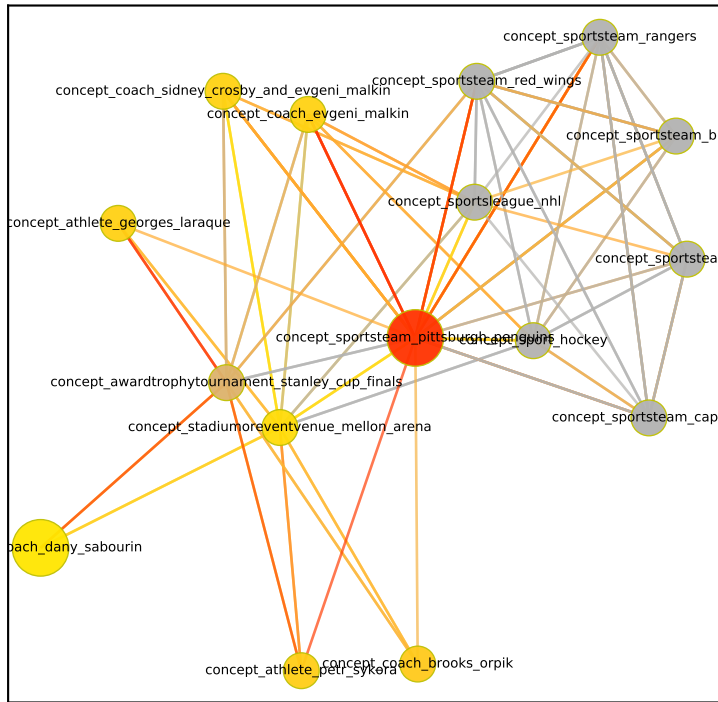 concept_sportsteam_rangers
concept_sportsteam_red_wings
concept_coach_sidney_crosby_and_evgeni_malkin
concept_coach_evgeni_malkin
concept_sportsteam_b
concept_sportsleague_nhl
concept_athlete_georges_laraque
concept_sportstea
concept_sportsteam_pittsburgh_penguins
concept_sport_hockey
concept_awardtrophytournament_stanley_cup_finals
concept_sportsteam_cap
concept_stadiumoreventvenue_mellon_arena
oach_dany_sabourin
concept_coach_brooks_orpik
concept_athlete_petr_sykora